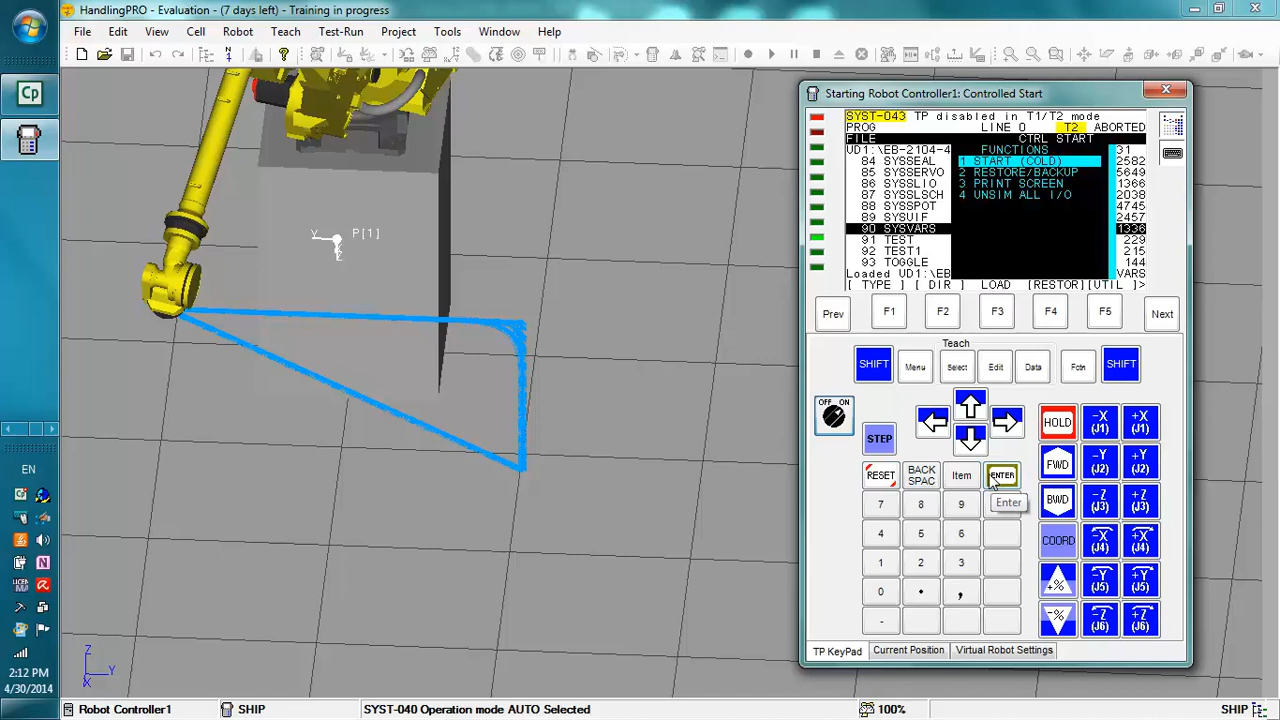 HandlingPRO - Evaluation - (7 days left) - Training in progress
File Edit View Cell Robot Teach Test-Run Project Tools Window Help
Cp
P[1]
Y
Z
Starting Robot Controller1: Controlled Start
SYST-043 TP disabled in T1/T2 mode
PROG LINE 0 T2 ABORTED
FILE CTRL START
UD1:\EB-2104-4 FUNCTIONS 31
84 SYSSEAL 1 START (COLD) 2582
85 SYSSERVO 2 RESTORE/BACKUP 5649
86 SYSSLIO 3 PRINT SCREEN 1366
87 SYSSLSCH 4 UNSIM ALL I/O 2038
88 SYSSPOT 4745
89 SYSUIF 2457
90 SYSVARS 1336
91 TEST 229
92 TEST1 215
93 TOGGLE 144
Loaded UD1:\EB VARS
[ TYPE ] [ DIR ] LOAD [RESTOR][UTIL ]>
Prev F1 F2 F3 F4 F5 Next
Teach
SHIFT Menu Select Edit Data Fctn SHIFT
OFF ON
STEP
HOLD -X (J1) +X (J1)
RESET BACK SPAC Item ENTER
FWD -Y (J2) +Y (J2)
Enter
7 8 9
BWD -Z (J3) +Z (J3)
4 5 6
COORD -X (J4) +X (J4)
1 2 3
+% -Y (J5) +Y (J5)
0 . ,
-% -Z (J6) +Z (J6)
-
TP KeyPad Current Position Virtual Robot Settings
EN
Z
Y
X
2:12 PM
4/30/2014
Robot Controller1 SHIP SYST-040 Operation mode AUTO Selected 100% SHIP